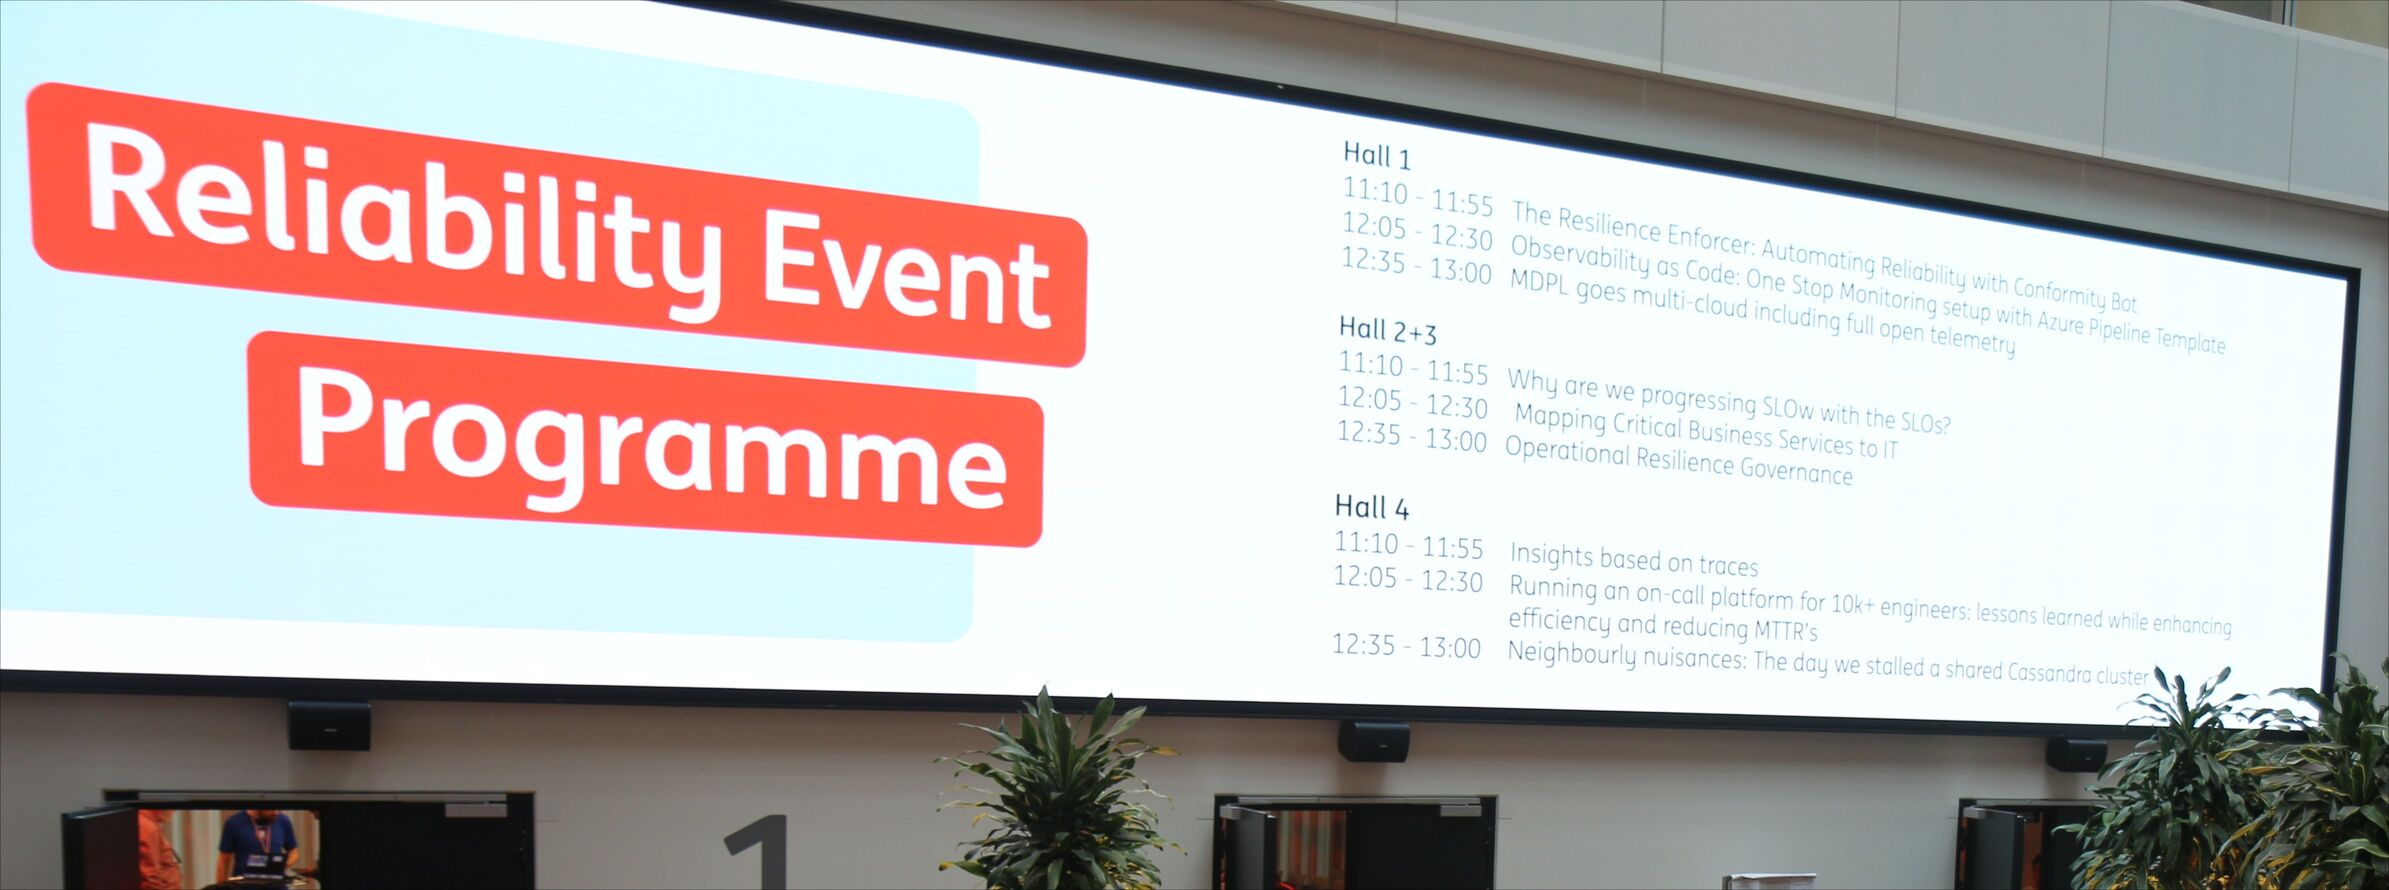 Reliability Event
Programme
Hall 1
11:10 - 11:55 The Resilience Enforcer: Automating Reliability with Conformity Bot
12:05 - 12:30 Observability as Code: One Stop Monitoring setup with Azure Pipeline Template
12:35 - 13:00 MDPL goes multi-cloud including full open telemetry
Hall 2+3
11:10 - 11:55 Why are we progressing SLOw with the SLOs?
12:05 - 12:30 Mapping Critical Business Services to IT
12:35 - 13:00 Operational Resilience Governance
Hall 4
11:10 - 11:55 Insights based on traces
12:05 - 12:30 Running an on-call platform for 10k+ engineers: lessons learned while enhancing
efficiency and reducing MTTR's
12:35 - 13:00 Neighbourly nuisances: The day we stalled a shared Cassandra cluster
1